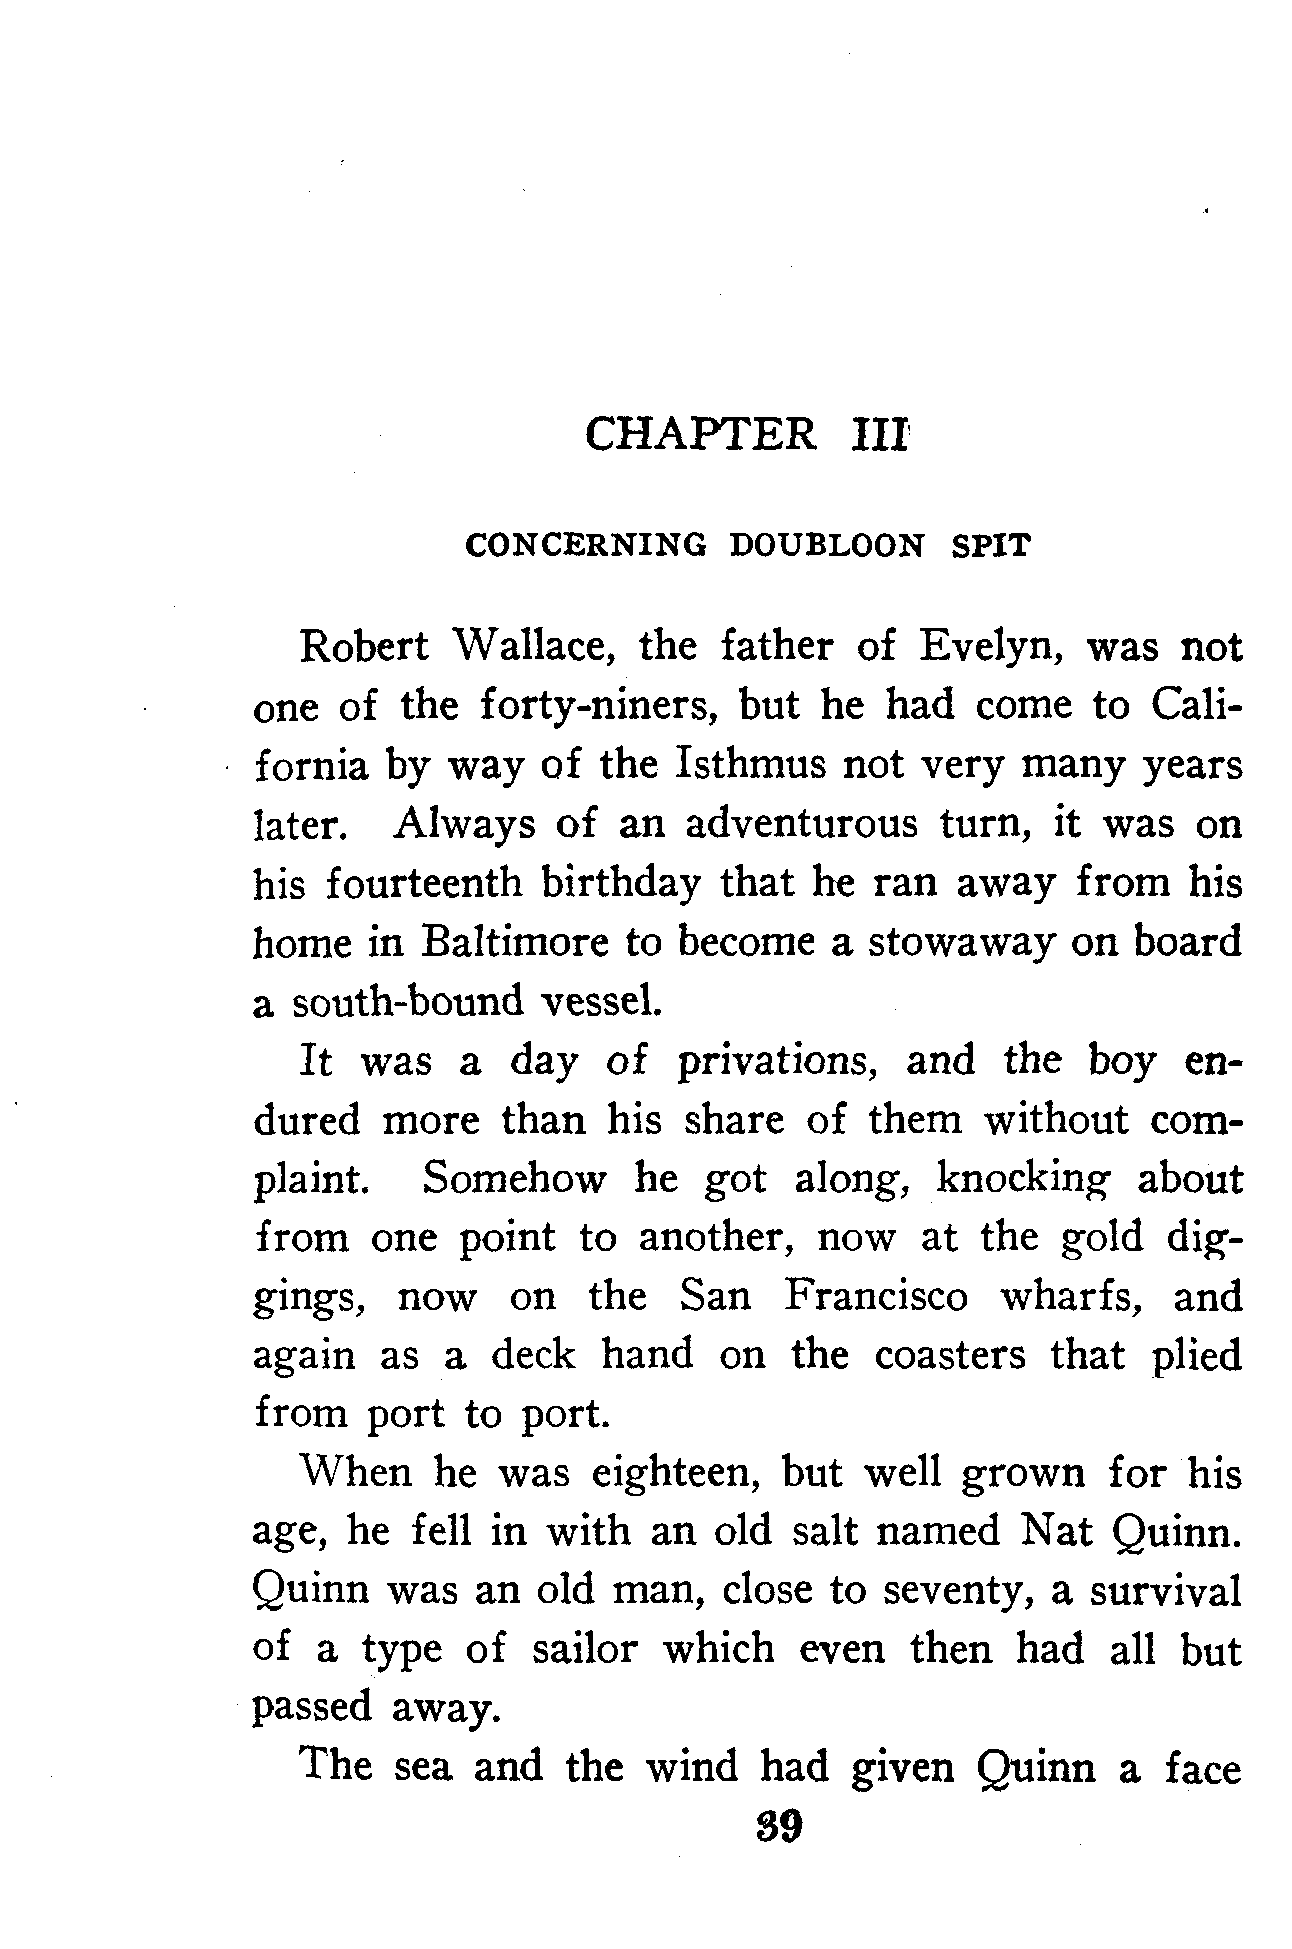 CHAPTER III
CONCERNING DOUBLOON SPIT
Robert Wallace, the father of Evelyn, was not
one of the forty-niners, but he had come to Cali-
fornia by way of the Isthmus not very many years
later. Always of an adventurous turn, it was on
his fourteenth birthday that he ran away from his
home in Baltimore to become a stowaway on board
a south-bound vessel.
It was a day of privations, and the boy en-
dured more than his share of them without com-
plaint. Somehow he got along, knocking about
from one point to another, now at the gold dig-
gings, now on the San Francisco wharfs, and
again as a deck hand on the coasters that plied
from port to port.
When he was eighteen, but well grown for his
age, he fell in with an old salt named Nat Quinn.
Quinn was an old man, close to seventy, a survival
of a type of sailor which even then had all but
passed away.
The sea and the wind had given Quinn a face
39